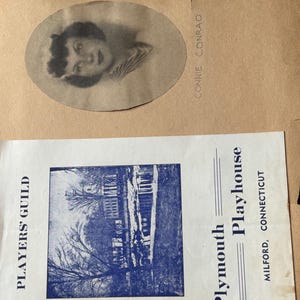 CONNIE CONRAD
PLAYERS' GUILD
Plymouth
Playhouse
MILFORD, CONNECTICUT